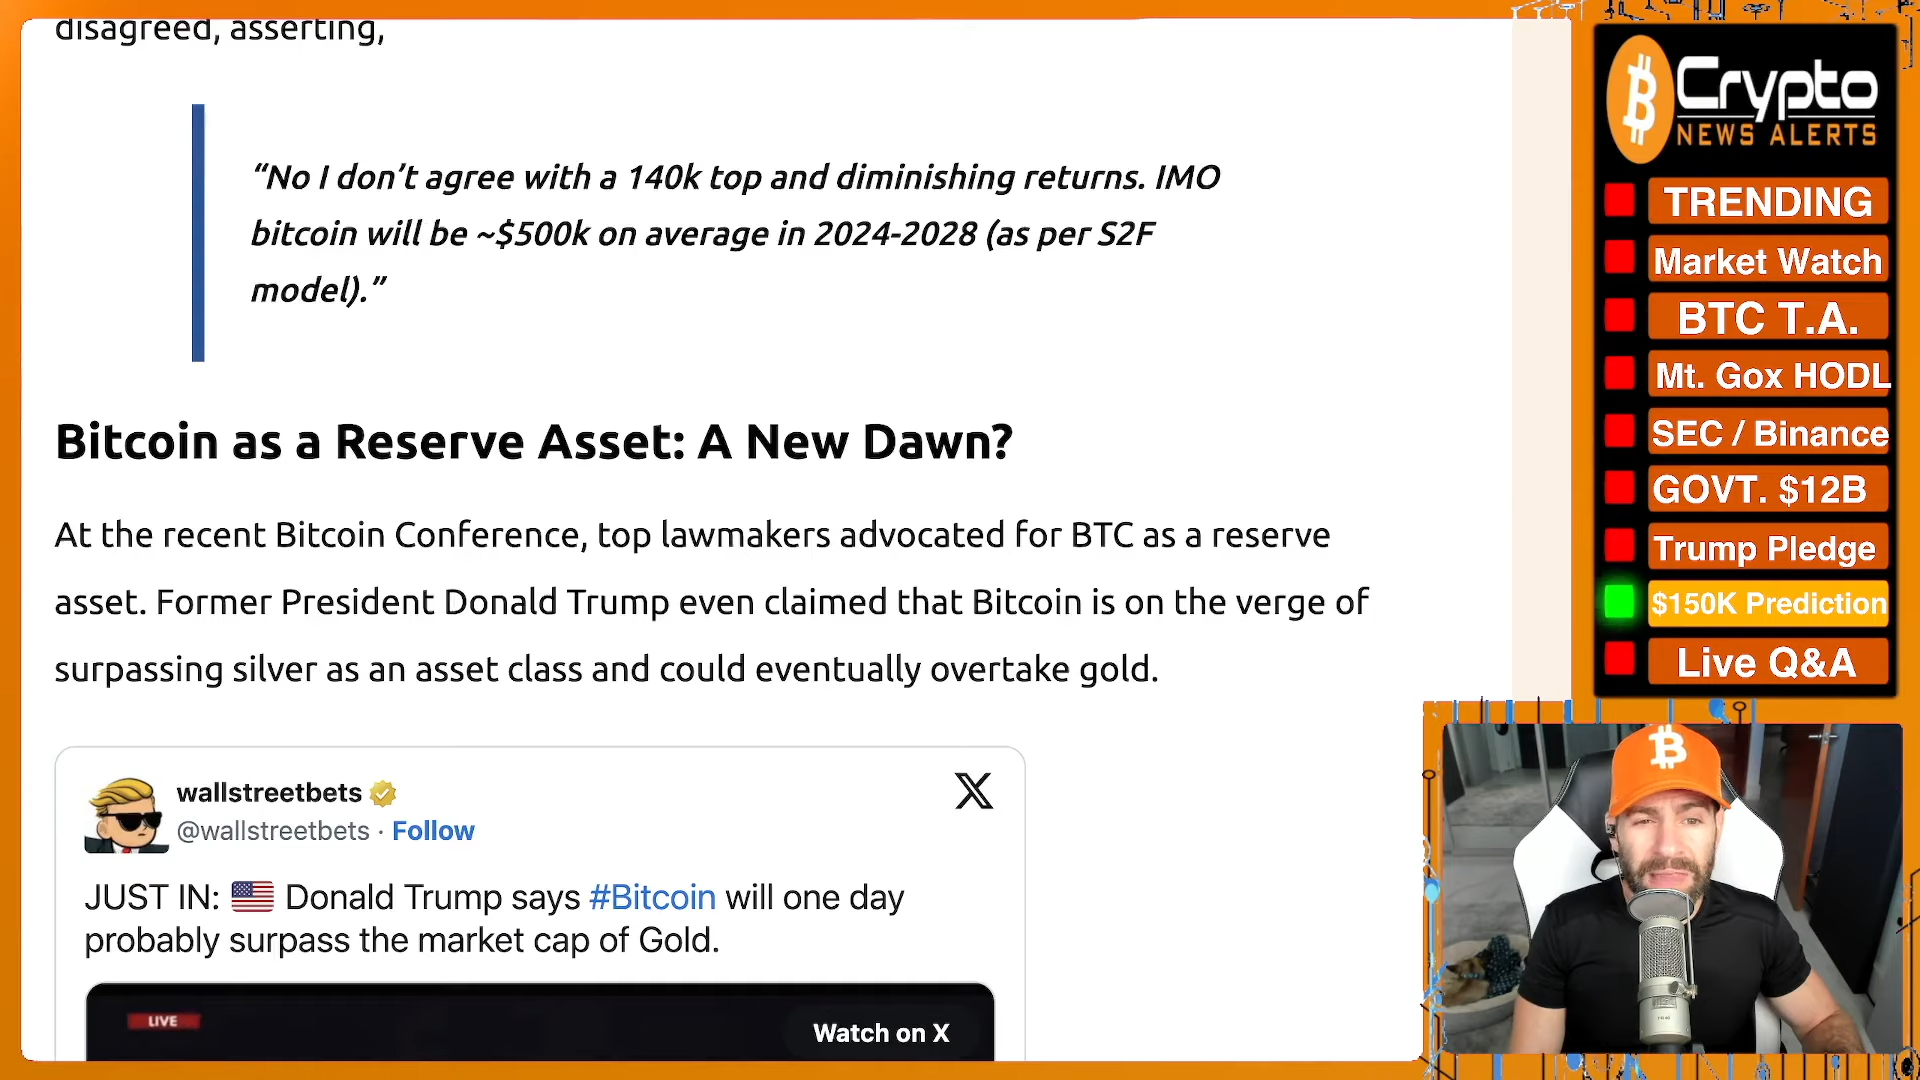 disagreed, asserting,
“No I don’t agree with a 140k top and diminishing returns. IMO
bitcoin will be ~$500k on average in 2024-2028 (as per S2F
model).”
Bitcoin as a Reserve Asset: A New Dawn?
At the recent Bitcoin Conference, top lawmakers advocated for BTC as a reserve
asset. Former President Donald Trump even claimed that Bitcoin is on the verge of
surpassing silver as an asset class and could eventually overtake gold.
wallstreetbets
@wallstreetbets · Follow
JUST IN: 🇺🇸 Donald Trump says #Bitcoin will one day
probably surpass the market cap of Gold.
LIVE
Watch on X
Crypto
NEWS ALERTS
TRENDING
Market Watch
BTC T.A.
Mt. Gox HODL
SEC / Binance
GOVT. $12B
Trump Pledge
$150K Prediction
Live Q&A